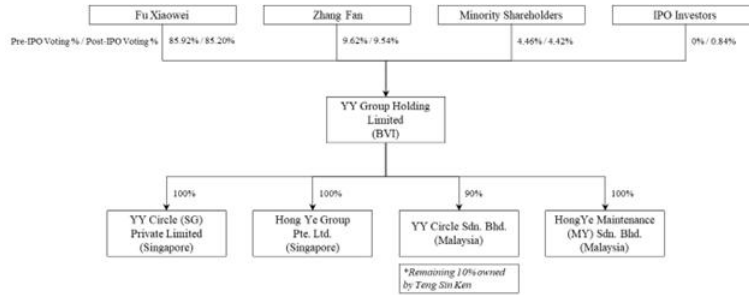 Fu Xiaowei
Zhang Fan
Minority Shareholders
IPO Investors
Pre-IPO Voting % / Post-IPO Voting %
85.92% / 85.20%
9.62% / 9.54%
4.46% / 4.42%
0% / 0.84%
YY Group Holding
Limited
(BVI)
100%
100%
90%
100%
YY Circle (SG)
Private Limited
(Singapore)
Hong Ye Group
Pte. Ltd.
(Singapore)
YY Circle Sdn. Bhd.
(Malaysia)
HongYe Maintenance
(MY) Sdn. Bhd.
(Malaysia)
*Remaining 10% owned
by Teng Sin Ken